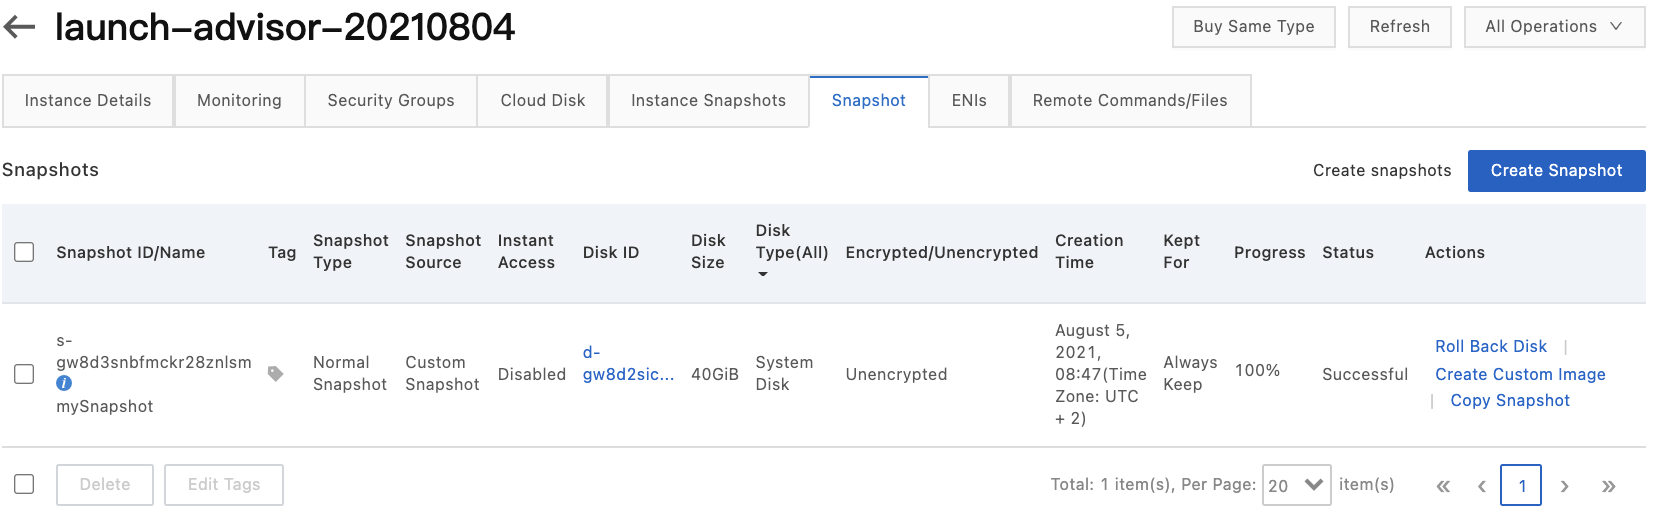 launch-advisor-20210804
Buy Same Type
Refresh
All Operations
Instance Details
Monitoring
Security Groups
Cloud Disk
Instance Snapshots
Snapshot
ENIs
Remote Commands/Files
Snapshots
Create snapshots
Create Snapshot
Snapshot ID/Name
Tag
Snapshot
Type
Snapshot
Source
Instant
Access
Disk ID
Disk
Size
Disk
Type(All)
Encrypted/Unencrypted
Creation
Time
Kept
For
Progress
Status
Actions
s-
gw8d3snbfmckr28znlsm
i
mySnapshot
Normal
Snapshot
Custom
Snapshot
Disabled
d-
gw8d2sic...
40GiB
System
Disk
Unencrypted
August 5,
2021,
08:47(Time
Zone: UTC
+ 2)
Always
Keep
100%
Successful
Roll Back Disk |
Create Custom Image
| Copy Snapshot
Delete
Edit Tags
Total: 1 item(s), Per Page: 20 item(s)
« ‹ 1 › »